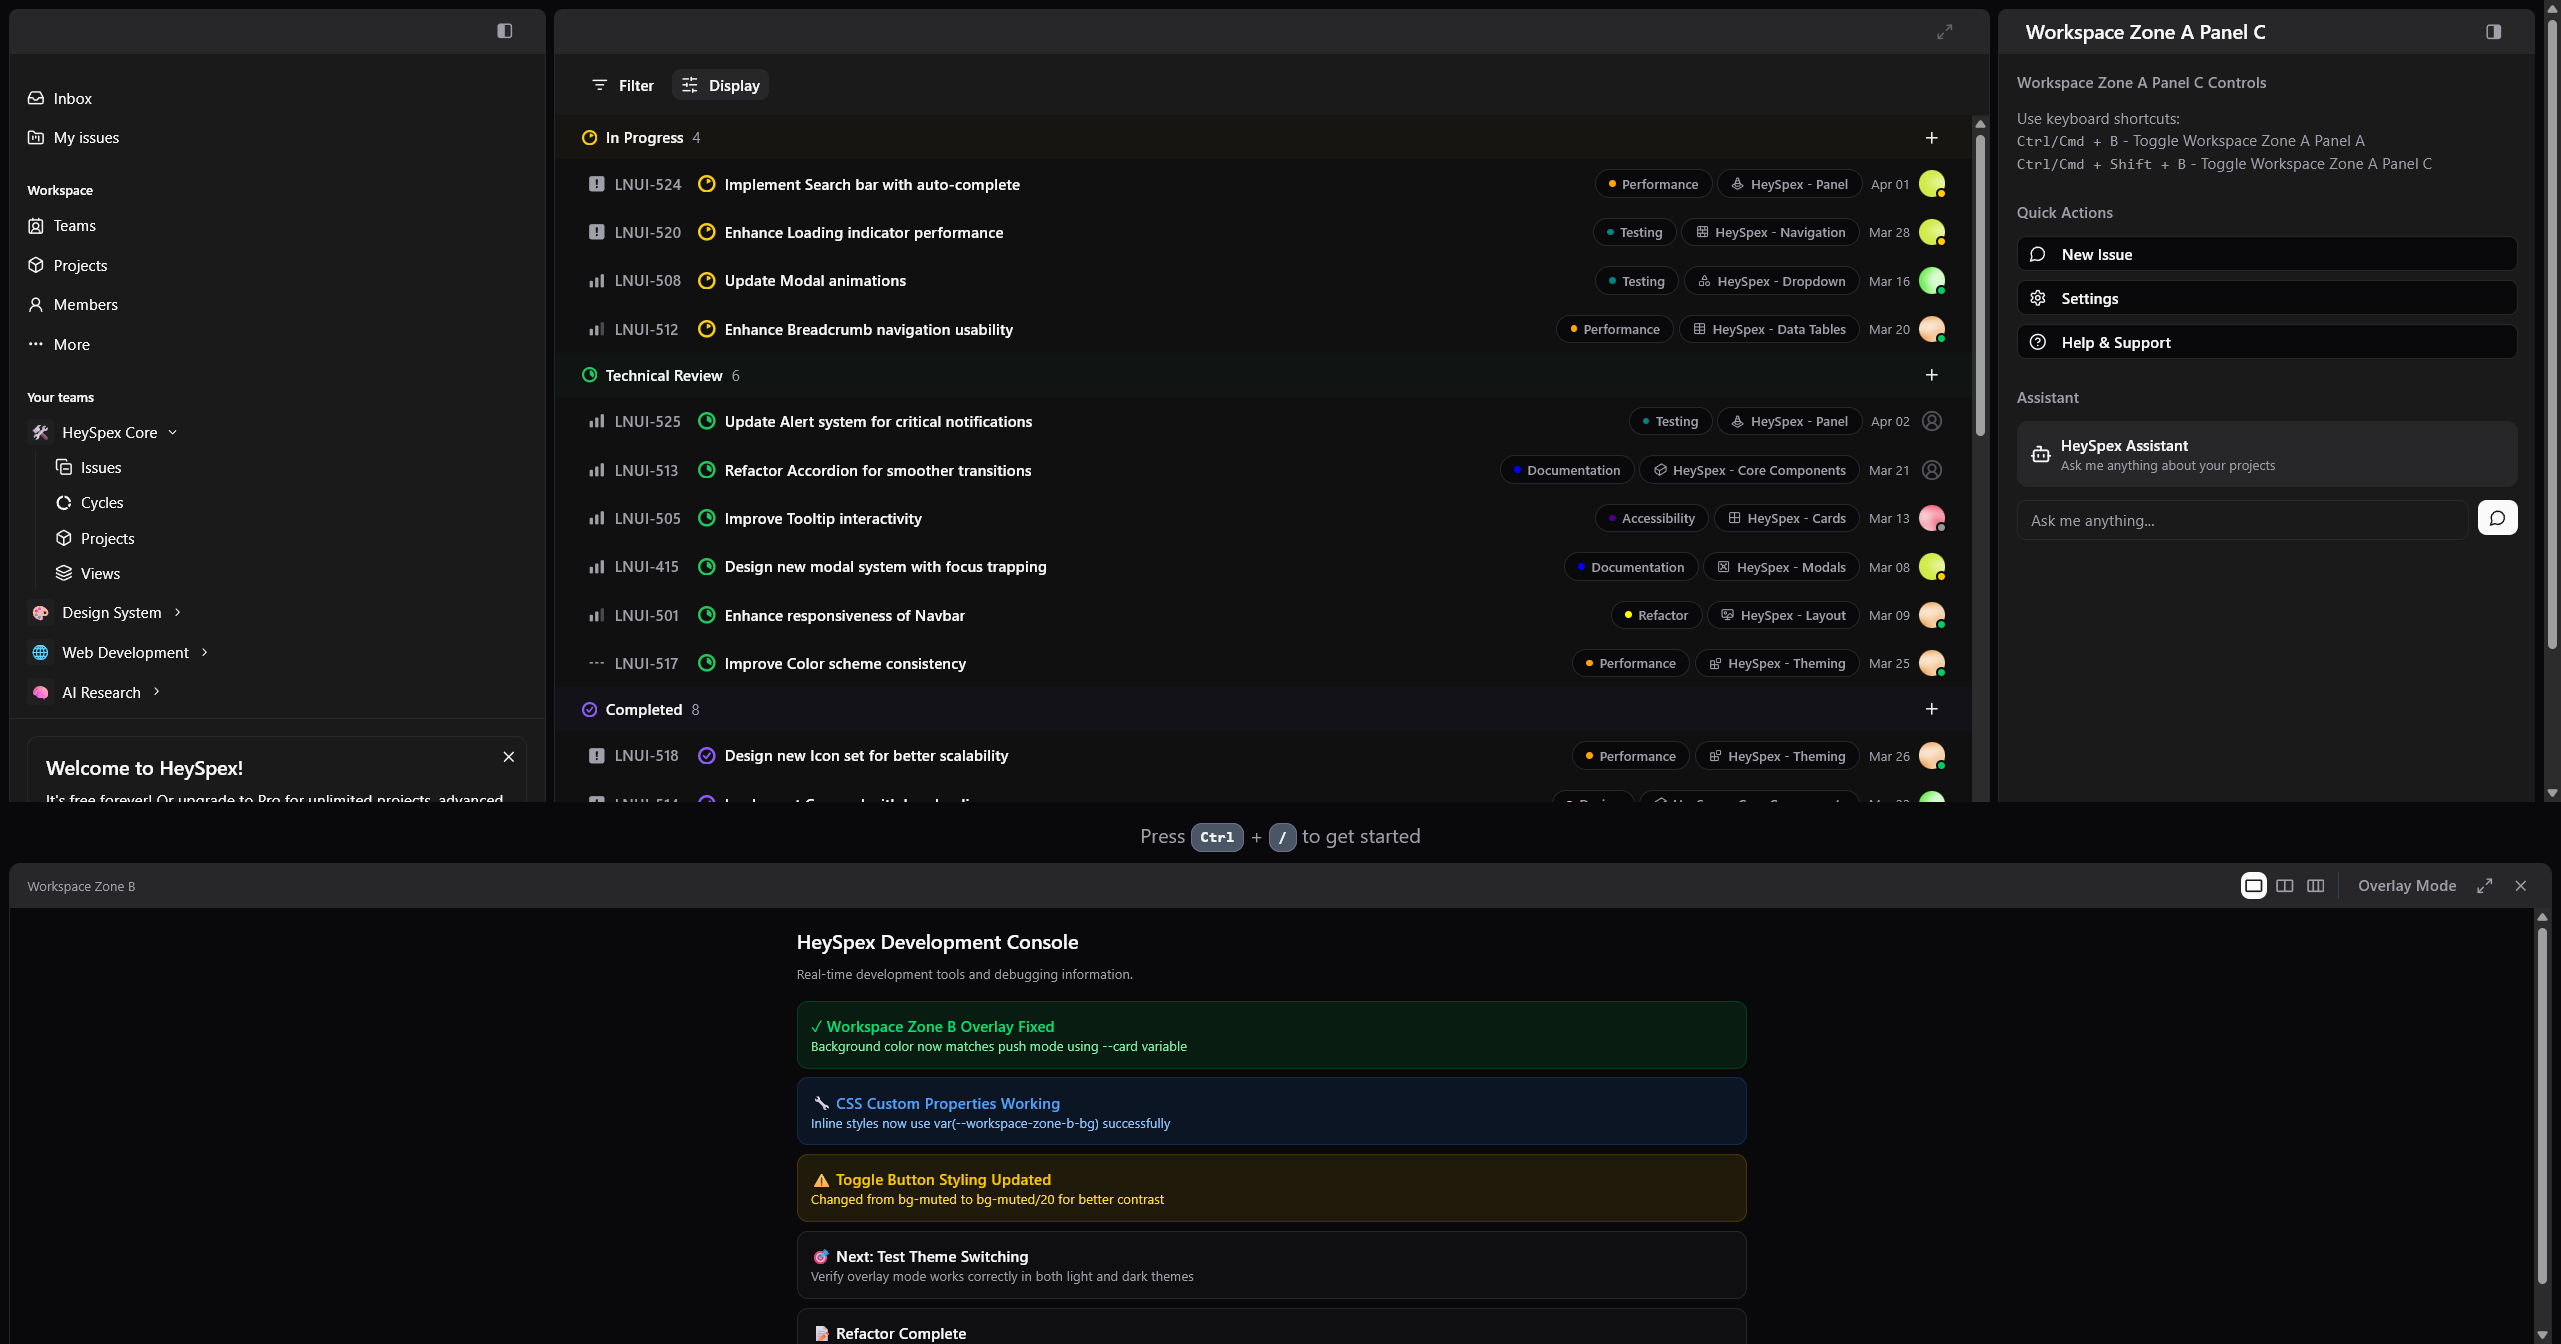 Inbox
My issues
Workspace
Teams
Projects
Members
More
Your teams
HeySpex Core
Issues
Cycles
Projects
Views
Design System
Web Development
AI Research
Welcome to HeySpex!
It's free forever! Or upgrade to Pro for unlimited projects, advanced
Filter
Display
In Progress 4
LNUI-524 Implement Search bar with auto-complete Performance HeySpex - Panel Apr 01
LNUI-520 Enhance Loading indicator performance Testing HeySpex - Navigation Mar 28
LNUI-508 Update Modal animations Testing HeySpex - Dropdown Mar 16
LNUI-512 Enhance Breadcrumb navigation usability Performance HeySpex - Data Tables Mar 20
Technical Review 6
LNUI-525 Update Alert system for critical notifications Testing HeySpex - Panel Apr 02
LNUI-513 Refactor Accordion for smoother transitions Documentation HeySpex - Core Components Mar 21
LNUI-505 Improve Tooltip interactivity Accessibility HeySpex - Cards Mar 13
LNUI-415 Design new modal system with focus trapping Documentation HeySpex - Modals Mar 08
LNUI-501 Enhance responsiveness of Navbar Refactor HeySpex - Layout Mar 09
LNUI-517 Improve Color scheme consistency Performance HeySpex - Theming Mar 25
Completed 8
LNUI-518 Design new Icon set for better scalability Performance HeySpex - Theming Mar 26
Workspace Zone A Panel C
Workspace Zone A Panel C Controls
Use keyboard shortcuts:
Ctrl/Cmd + B - Toggle Workspace Zone A Panel A
Ctrl/Cmd + Shift + B - Toggle Workspace Zone A Panel C
Quick Actions
New Issue
Settings
Help & Support
Assistant
HeySpex Assistant
Ask me anything about your projects
Ask me anything...
Press Ctrl + / to get started
Workspace Zone B
Overlay Mode
HeySpex Development Console
Real-time development tools and debugging information.
✓ Workspace Zone B Overlay Fixed
Background color now matches push mode using --card variable
🔧 CSS Custom Properties Working
Inline styles now use var(--workspace-zone-b-bg) successfully
⚠️ Toggle Button Styling Updated
Changed from bg-muted to bg-muted/20 for better contrast
🎯 Next: Test Theme Switching
Verify overlay mode works correctly in both light and dark themes
📝 Refactor Complete